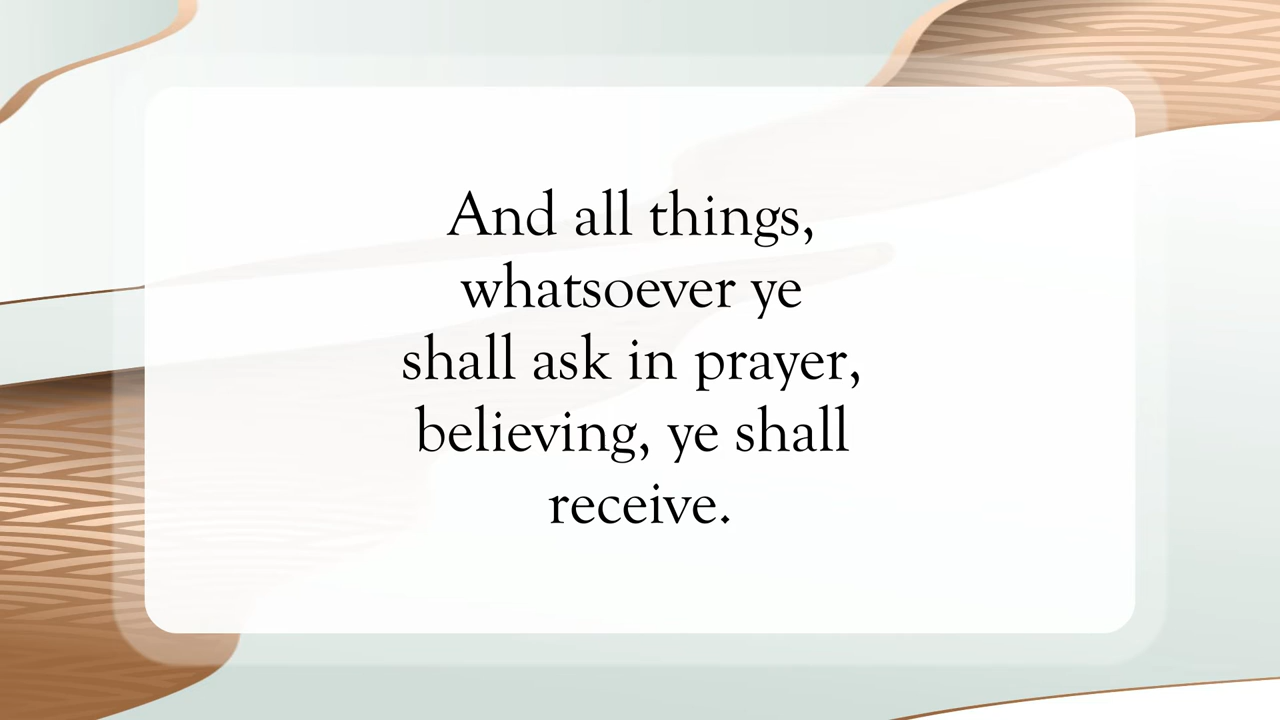 And all things,
whatsoever ye
shall ask in prayer,
believing, ye shall
receive.